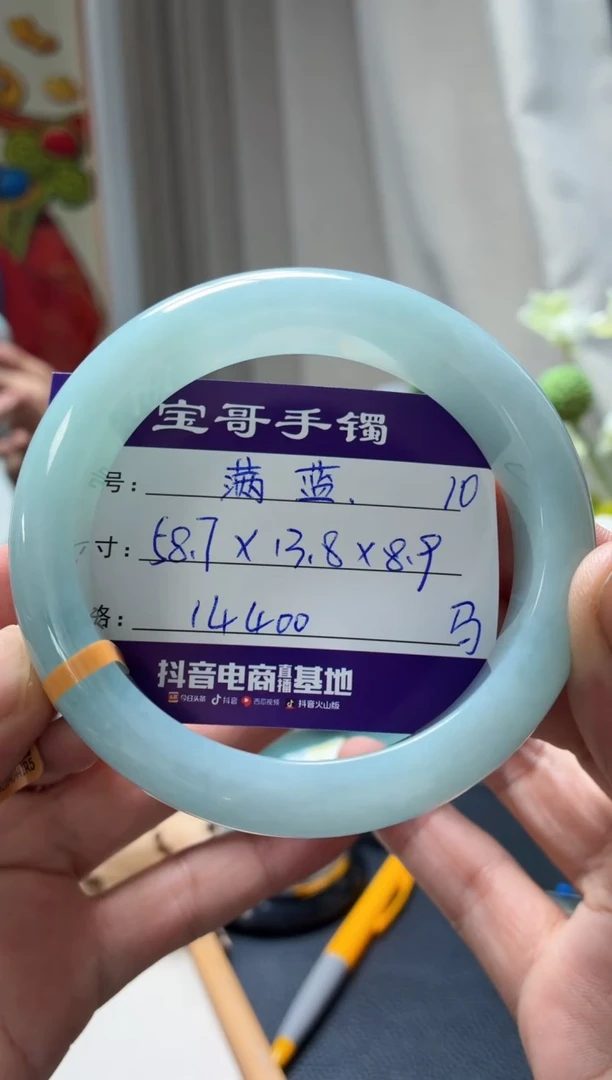 宝哥手镯
号: 满 蓝. 10
寸: 58.7 × 13.8 × 8.9
14400 马
抖音电商直播基地
今日头条 抖音 西瓜视频 抖音火山版